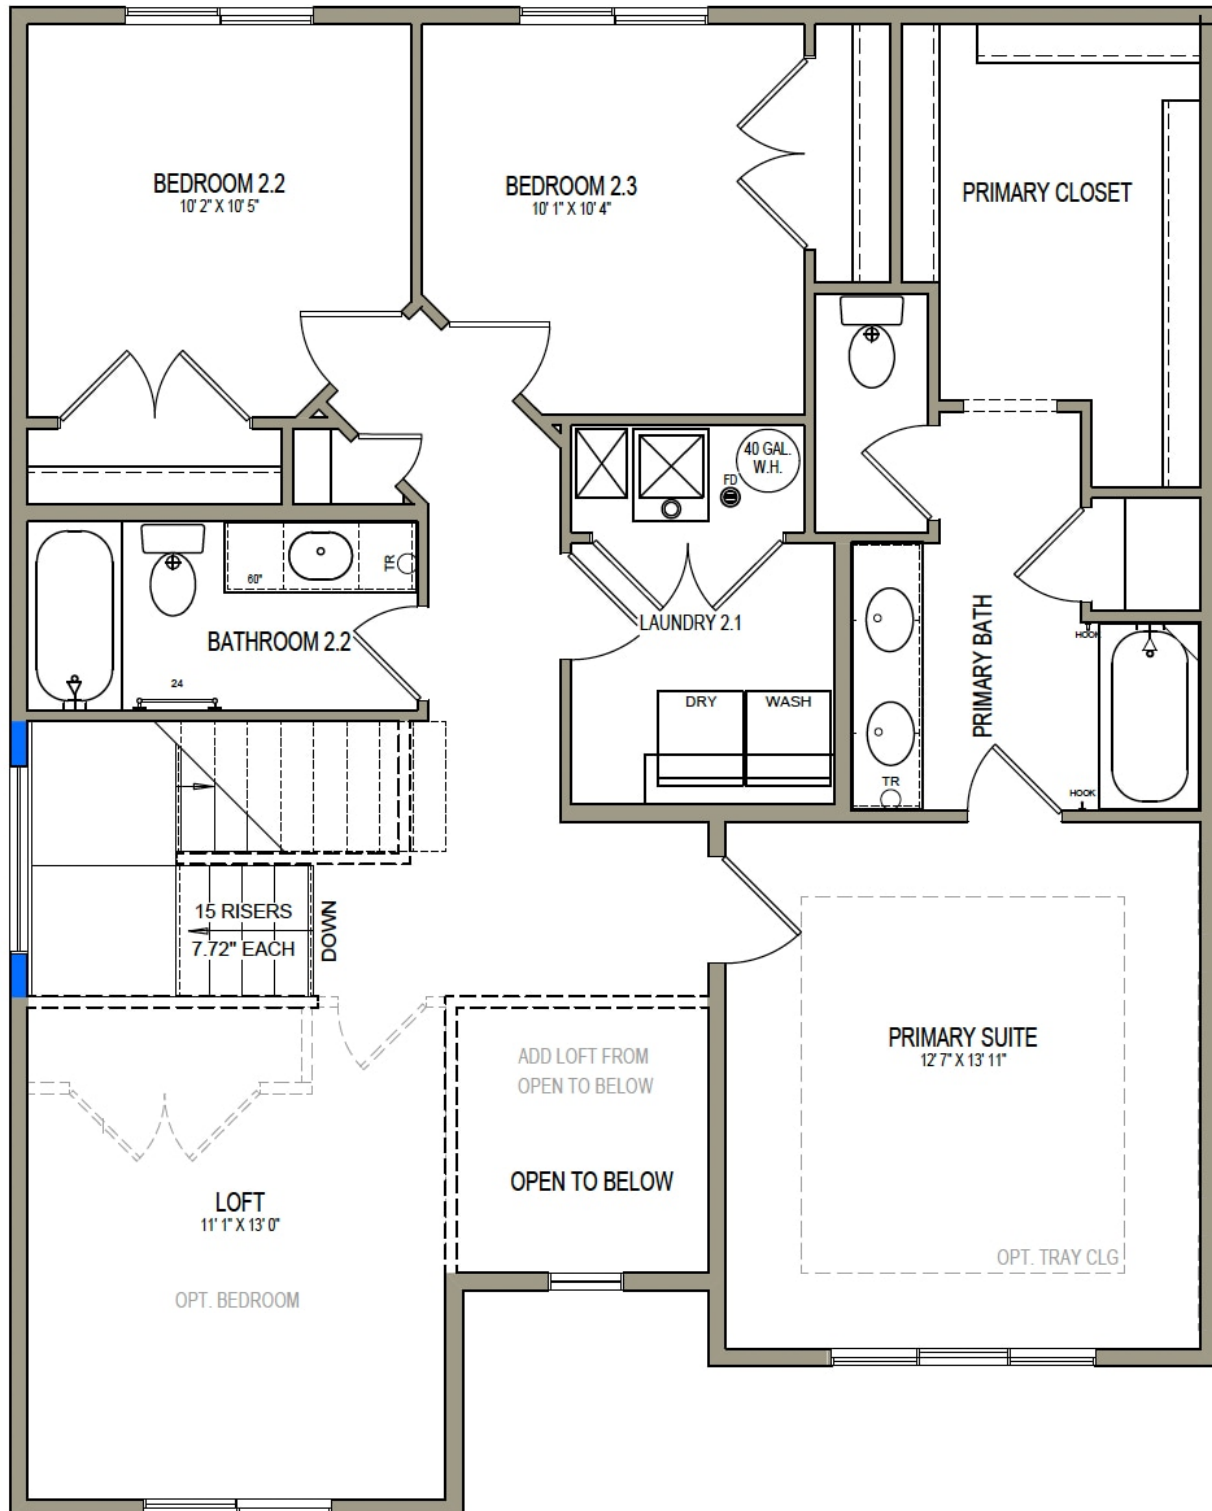 BEDROOM 2.2
10' 2" X 10' 5"
BEDROOM 2.3
10' 1" X 10' 4"
PRIMARY CLOSET
40 GAL.
W.H.
FD
60"
TR
BATHROOM 2.2
24
LAUNDRY 2.1
DRY
WASH
PRIMARY BATH
HOOK
TR
HOOK
15 RISERS
7.72" EACH
DOWN
PRIMARY SUITE
12' 7" X 13' 11"
OPT. TRAY CLG
ADD LOFT FROM
OPEN TO BELOW
OPEN TO BELOW
LOFT
11' 1" X 13' 0"
OPT. BEDROOM